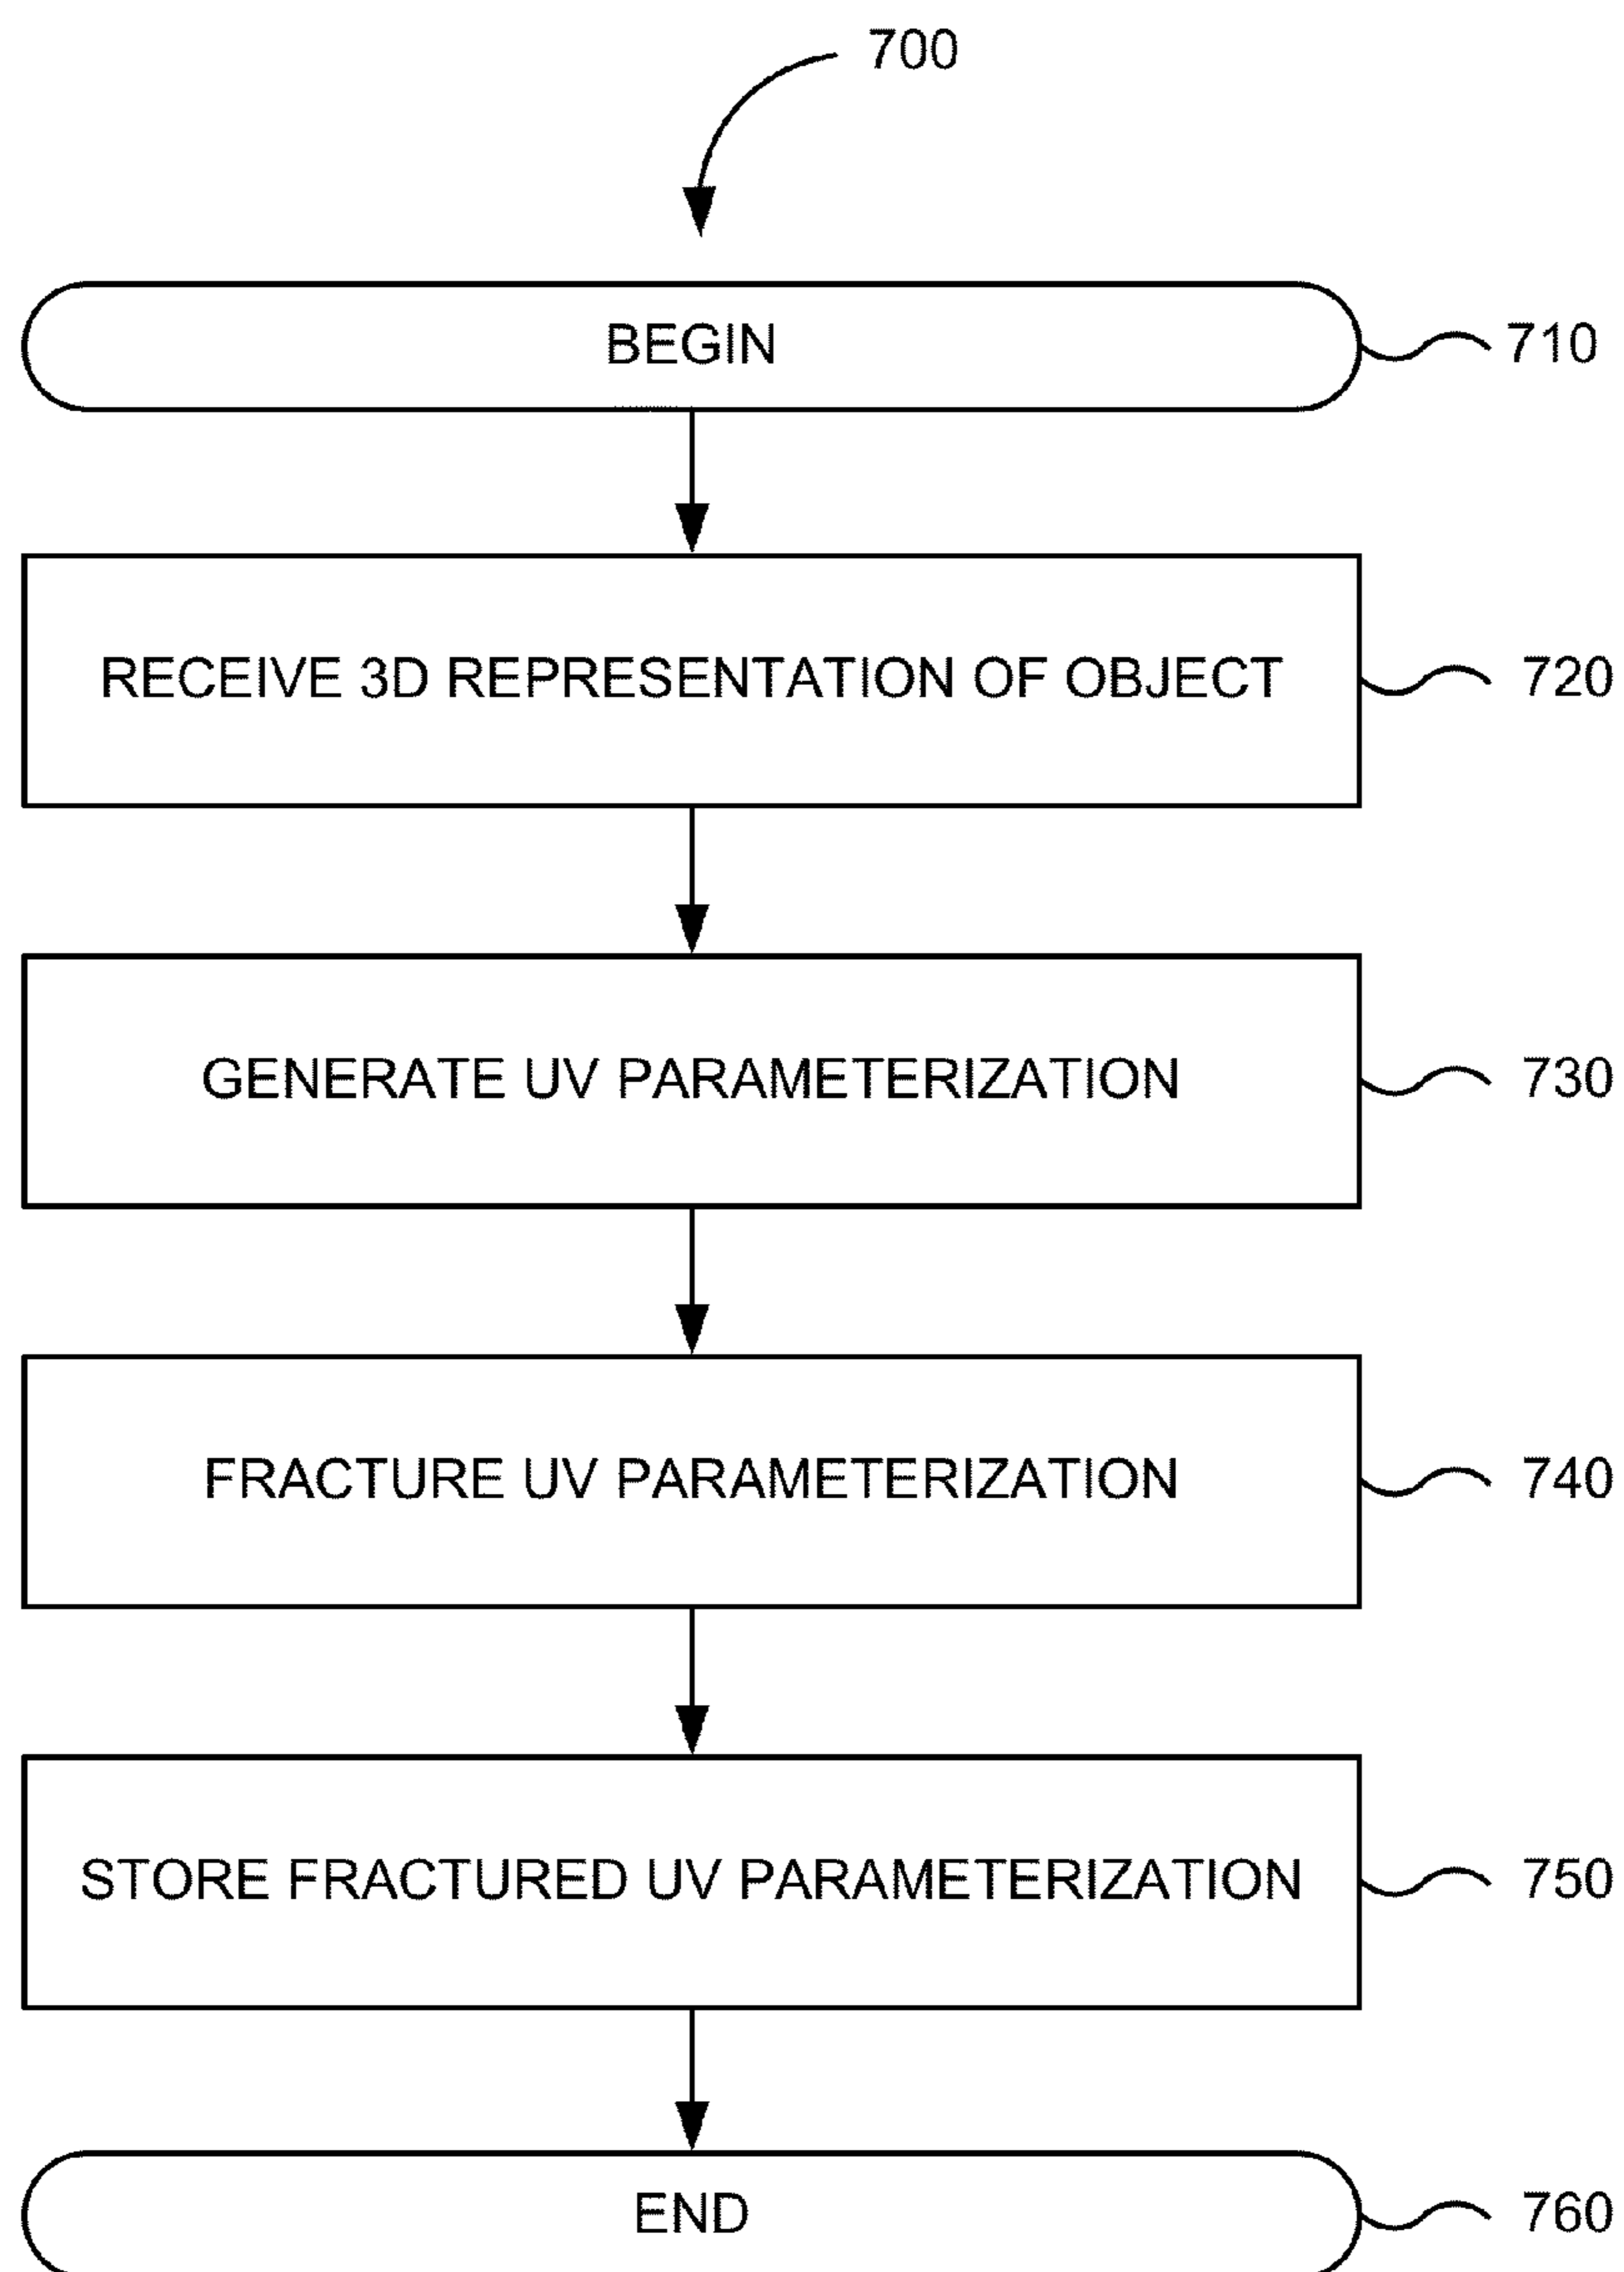 700
BEGIN
710
RECEIVE 3D REPRESENTATION OF OBJECT
720
GENERATE UV PARAMETERIZATION
730
FRACTURE UV PARAMETERIZATION
740
STORE FRACTURED UV PARAMETERIZATION
750
END
760